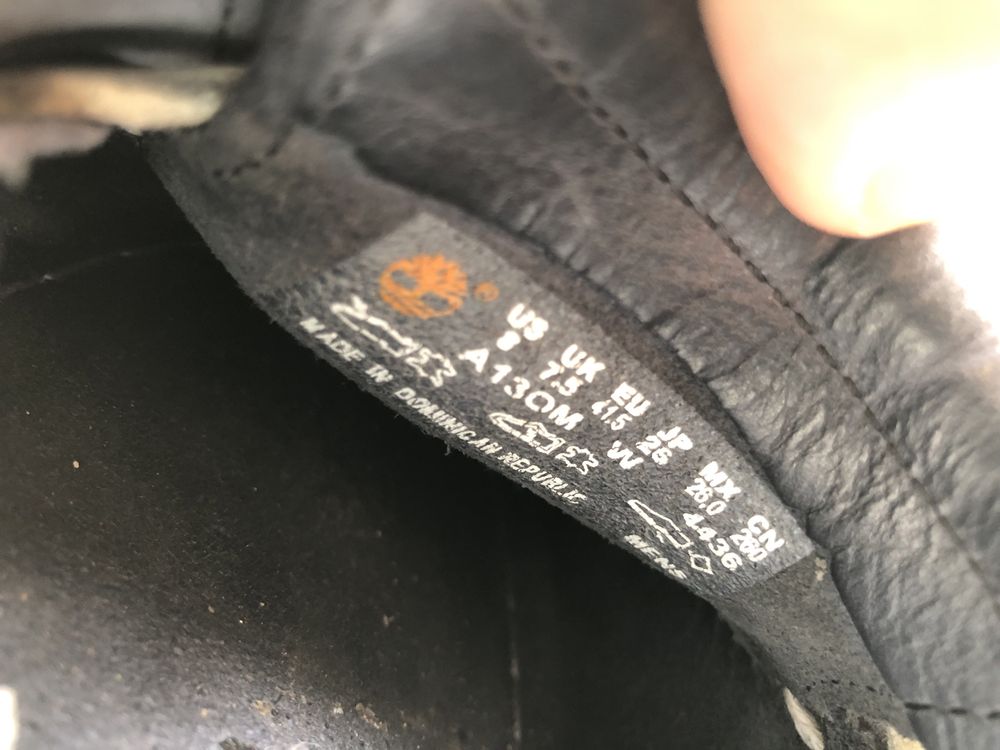 ® US UK EU JP MX CN
8 7.5 41.5 26 26.0 260
A13OM W 4436
MADE IN DOMINICAN REPUBLIC MENS